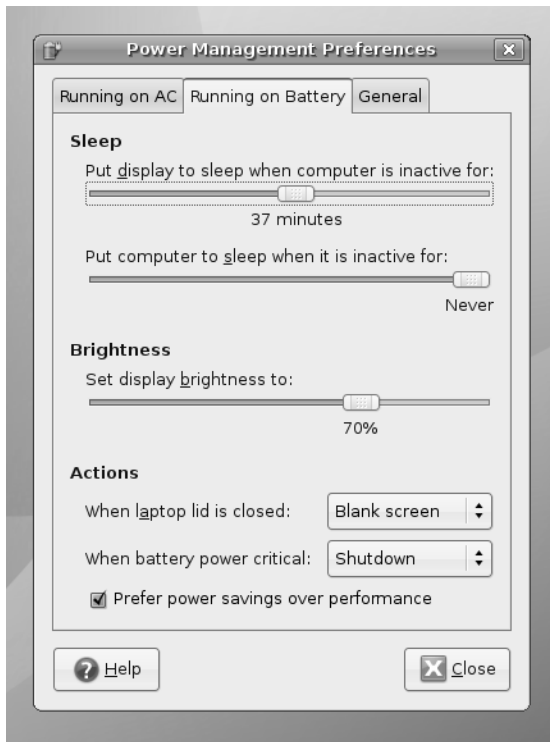 Power Management Preferences
Running on AC Running on Battery General
Sleep
Put display to sleep when computer is inactive for:
37 minutes
Put computer to sleep when it is inactive for:
Never
Brightness
Set display brightness to:
70%
Actions
When laptop lid is closed: Blank screen
When battery power critical: Shutdown
Prefer power savings over performance
Help Close